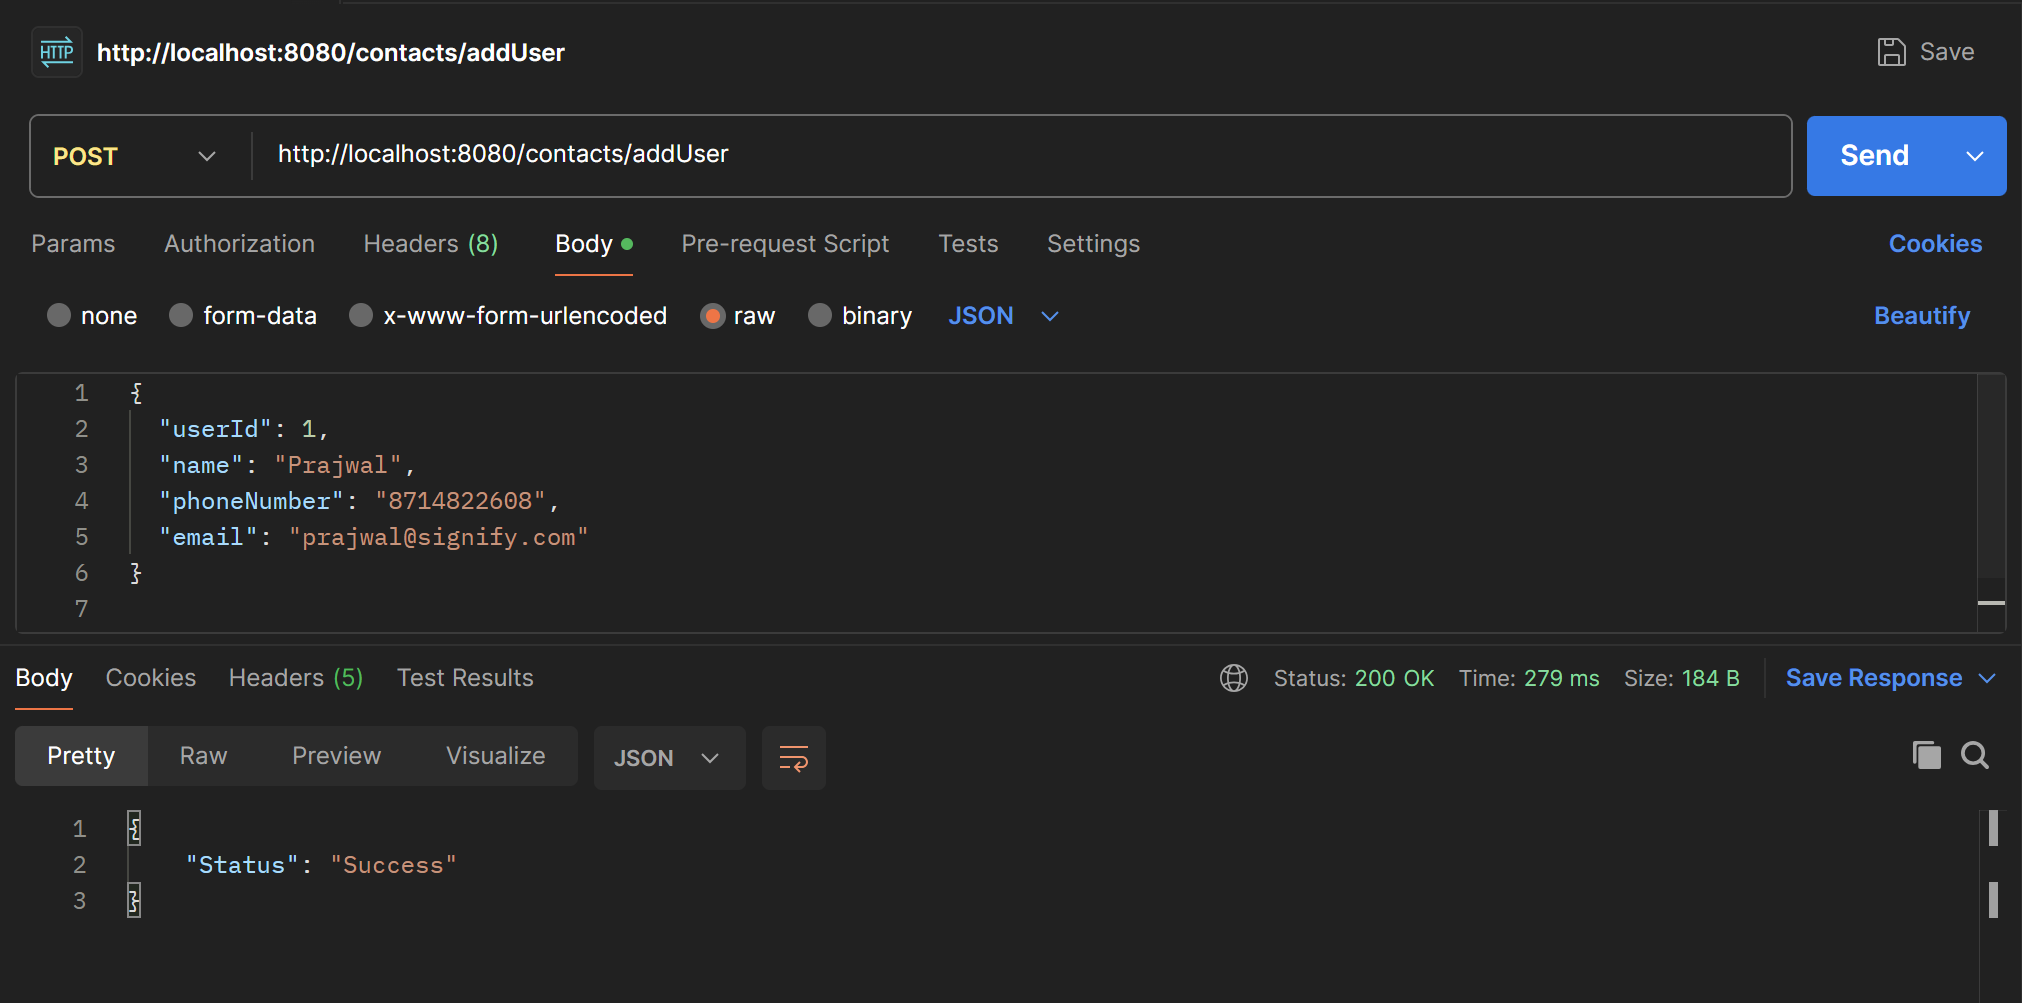 HTTP http://localhost:8080/contacts/addUser Save
POST http://localhost:8080/contacts/addUser Send
Params Authorization Headers (8) Body Pre-request Script Tests Settings Cookies
none form-data x-www-form-urlencoded raw binary JSON Beautify
1 {
2 "userId": 1,
3 "name": "Prajwal",
4 "phoneNumber": "8714822608",
5 "email": "prajwal@signify.com"
6 }
7
Body Cookies Headers (5) Test Results Status: 200 OK Time: 279 ms Size: 184 B Save Response
Pretty Raw Preview Visualize JSON
1 {
2 "Status": "Success"
3 }